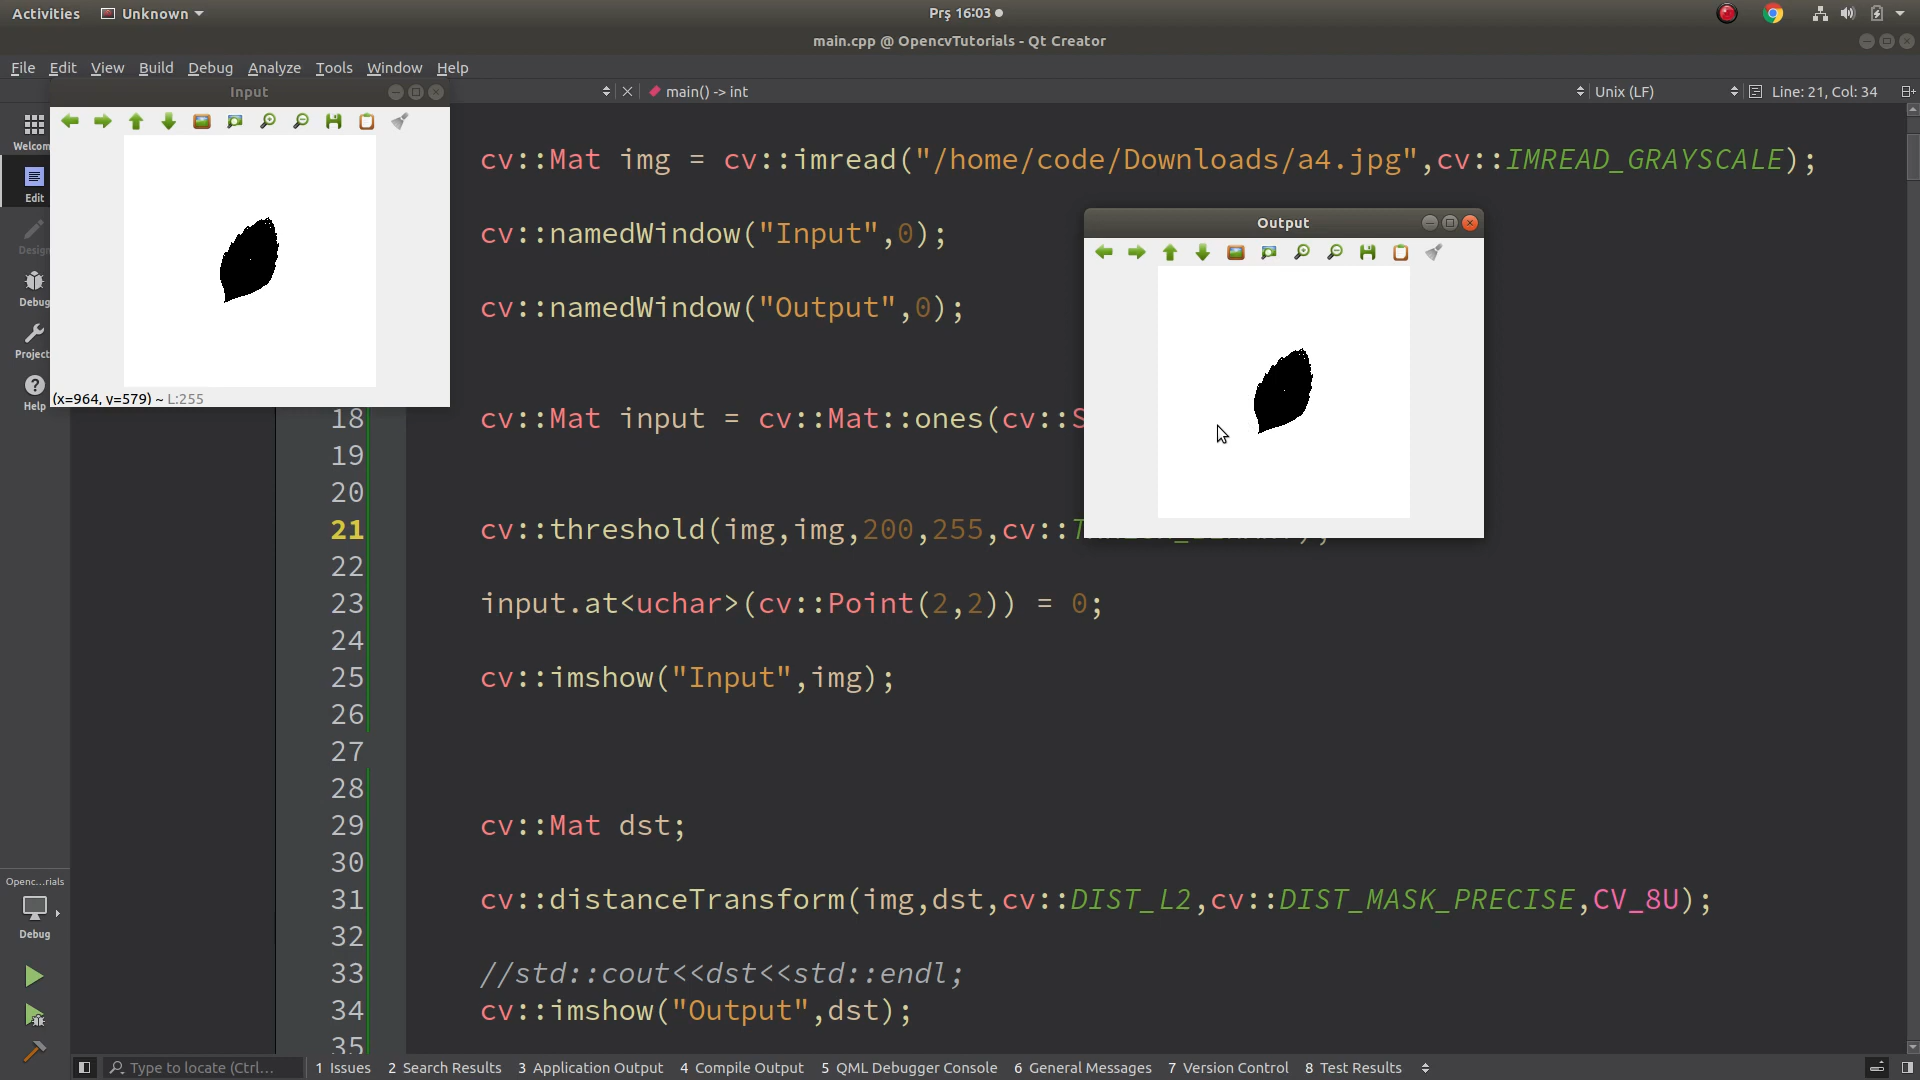 Activities Unknown Prş 16:03
main.cpp @ OpencvTutorials - Qt Creator
File Edit View Build Debug Analyze Tools Window Help
Input
main() -> int Unix (LF) Line: 21, Col: 34
Welcom
Edit
Design
Debug
Project
Help
(x=964, y=579) ~ L:255
Output
cv::Mat img = cv::imread("/home/code/Downloads/a4.jpg",cv::IMREAD_GRAYSCALE);
cv::namedWindow("Input",0);
cv::namedWindow("Output",0);
18 cv::Mat input = cv::Mat::ones(cv::S
19
20
21 cv::threshold(img,img,200,255,cv::
22
23 input.at<uchar>(cv::Point(2,2)) = 0;
24
25 cv::imshow("Input",img);
26
27
28
29 cv::Mat dst;
30
31 cv::distanceTransform(img,dst,cv::DIST_L2,cv::DIST_MASK_PRECISE,CV_8U);
32
33 //std::cout<<dst<<std::endl;
34 cv::imshow("Output",dst);
35
Openc...rials
Debug
Type to locate (Ctrl... 1 Issues 2 Search Results 3 Application Output 4 Compile Output 5 QML Debugger Console 6 General Messages 7 Version Control 8 Test Results